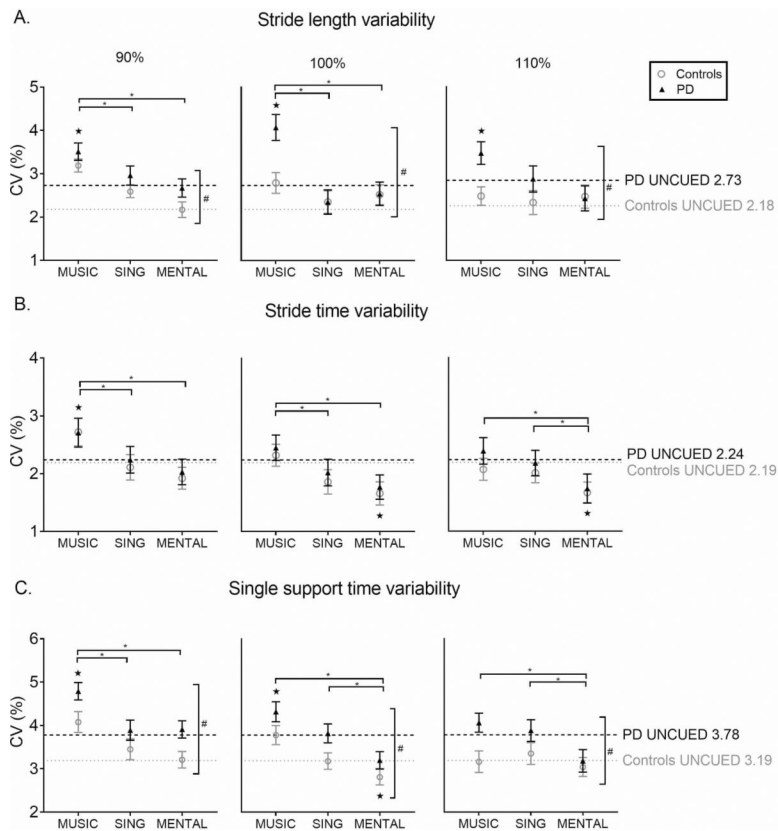 A.
Stride length variability
90%
100%
110%
Controls
PD
5
4
3
2
1
CV (%)
*
*
★
#
MUSIC SING MENTAL
*
*
★
#
MUSIC SING MENTAL
★
#
MUSIC SING MENTAL
PD UNCUED 2.73
Controls UNCUED 2.18
B.
Stride time variability
4
3
2
1
CV (%)
*
*
★
MUSIC SING MENTAL
*
*
★
MUSIC SING MENTAL
*
*
★
MUSIC SING MENTAL
PD UNCUED 2.24
Controls UNCUED 2.19
C.
Single support time variability
6
5
4
3
2
CV (%)
*
*
★
#
MUSIC SING MENTAL
*
*
★
#
★
MUSIC SING MENTAL
*
*
#
MUSIC SING MENTAL
PD UNCUED 3.78
Controls UNCUED 3.19